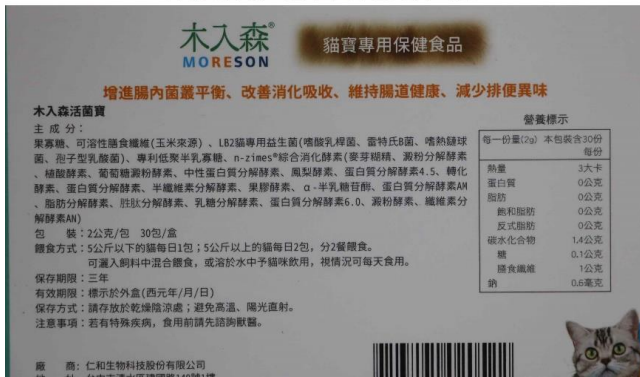 木入森®
MORESON
貓寶專用保健食品
增進腸內菌叢平衡、改善消化吸收、維持腸道健康、減少排便異味
木入森活菌寶
主 成 分：
果寡糖、可溶性膳食纖維(玉米來源) 、LB2貓專用益生菌(嗜酸乳桿菌、雷特氏B菌、嗜熱鏈球
菌、孢子型乳酸菌)、專利低聚半乳寡糖、n-zimes®綜合消化酵素(麥芽糊精、澱粉分解酵素
、植酸酵素、葡萄糖澱粉酵素、中性蛋白質分解酵素、鳳梨酵素、蛋白質分解酵素4.5、轉化
酵素、蛋白質分解酵素、半纖維素分解酵素、果膠酵素、α-半乳糖苷酶、蛋白質分解酵素AM
、脂肪分解酵素、胜肽分解酵素、乳糖分解酵素、蛋白質分解酵素6.0、澱粉酵素、纖維素分
解酵素AN)
包　　裝：2公克/包 30包/盒
餵食方式：5公斤以下的貓每日1包；5公斤以上的貓每日2包，分2餐餵食。
可灑入飼料中混合餵食，或溶於水中予貓咪飲用，視情況可每天食用。
保存期限：三年
有效期限：標示於外盒(西元年/月/日)
保存方式：請存放於乾燥陰涼處；避免高溫、陽光直射。
注意事項：若有特殊疾病，食用前請先諮詢獸醫。
廠　　商：仁和生物科技股份有限公司
營養標示
每一份量(2g) 本包裝含30份
每份
熱量 3大卡
蛋白質 0公克
脂肪 0公克
飽和脂肪 0公克
反式脂肪 0公克
碳水化合物 1.4公克
糖 0.1公克
膳食纖維 1公克
鈉 0.6毫克